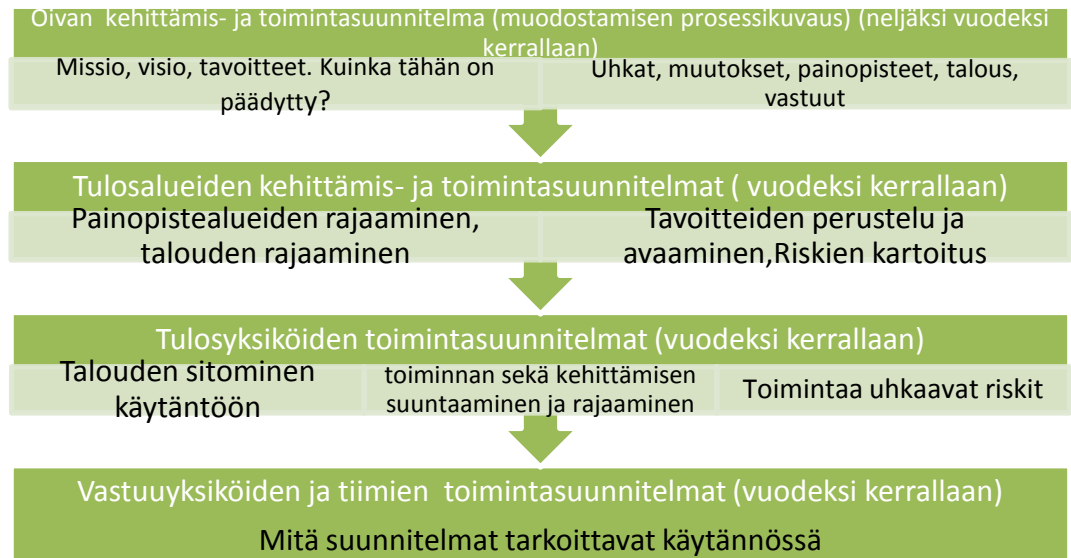 Oivan kehittämis- ja toimintasuunnitelma (muodostamisen prosessikuvaus) (neljäksi vuodeksi
kerrallaan)
Missio, visio, tavoitteet. Kuinka tähän on
päädytty?
Uhkat, muutokset, painopisteet, talous,
vastuut
Tulosalueiden kehittämis- ja toimintasuunnitelmat ( vuodeksi kerrallaan)
Painopistealueiden rajaaminen,
talouden rajaaminen
Tavoitteiden perustelu ja
avaaminen,Riskien kartoitus
Tulosyksiköiden toimintasuunnitelmat (vuodeksi kerrallaan)
Talouden sitominen
käytäntöön
toiminnan sekä kehittämisen
suuntaaminen ja rajaaminen
Toimintaa uhkaavat riskit
Vastuuyksiköiden ja tiimien toimintasuunnitelmat (vuodeksi kerrallaan)
Mitä suunnitelmat tarkoittavat käytännössä